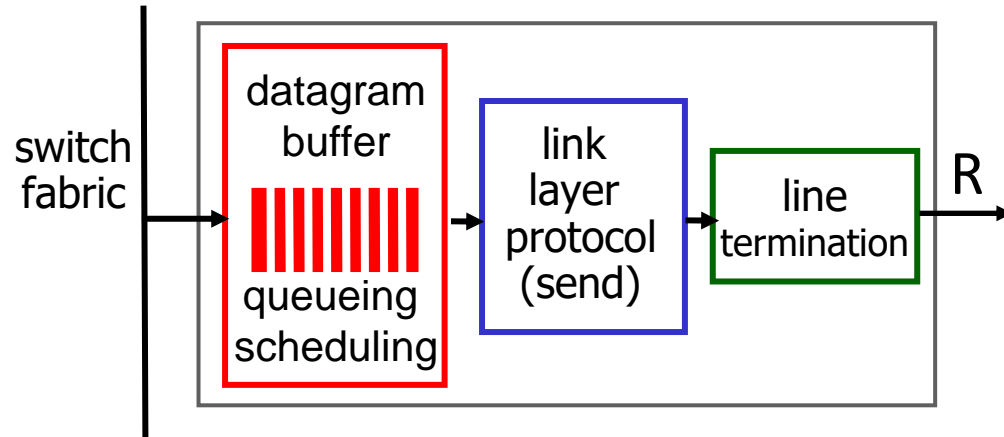 switch
fabric
datagram
buffer
queueing
scheduling
link
layer
protocol
(send)
line
termination
R